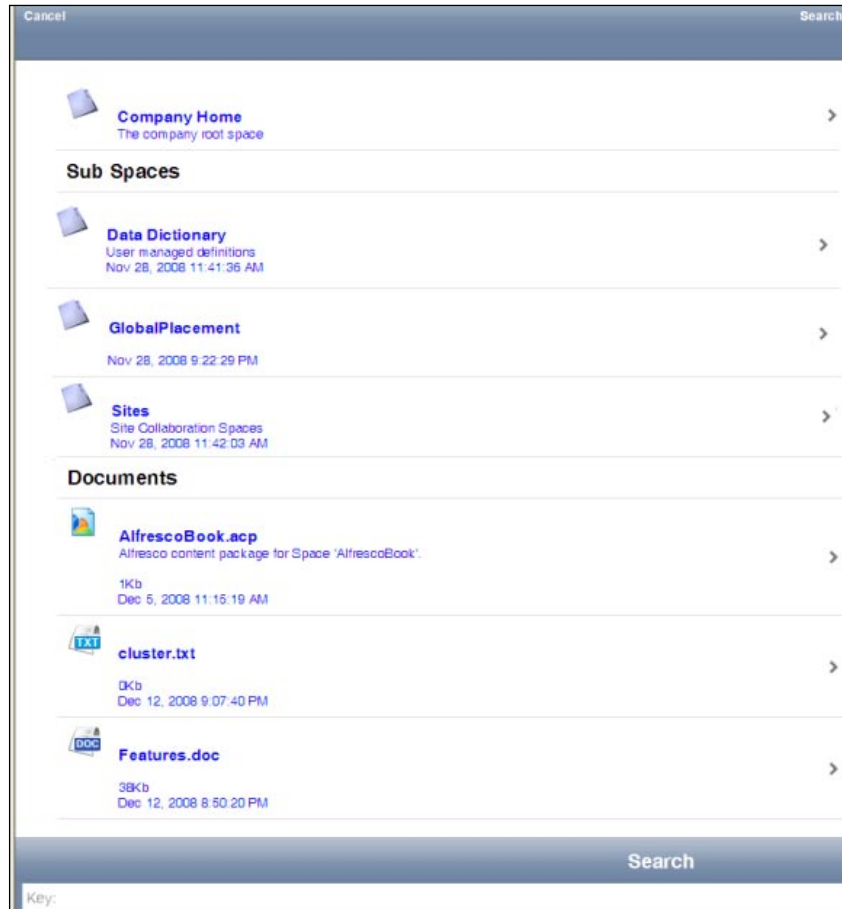 Cancel Search
Company Home
The company root space
Sub Spaces
Data Dictionary
User managed definitions
Nov 28, 2008 11:41:36 AM
GlobalPlacement
Nov 28, 2008 9:22:29 PM
Sites
Site Collaboration Spaces
Nov 28, 2008 11:42:03 AM
Documents
AlfrescoBook.acp
Alfresco content package for Space 'AlfrescoBook'.
1Kb
Dec 5, 2008 11:15:19 AM
TXT
cluster.txt
0Kb
Dec 12, 2008 9:07:40 PM
DOC
Features.doc
38Kb
Dec 12, 2008 8:50:20 PM
Search
Key: